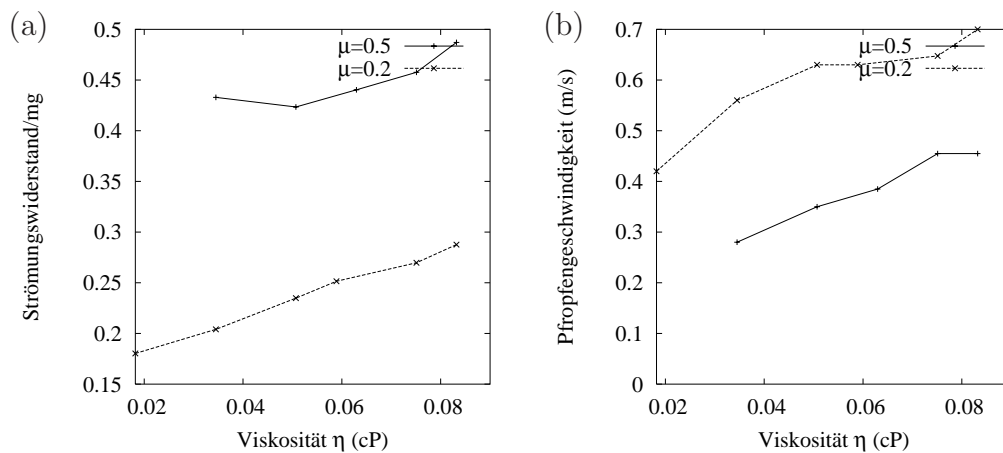 (a)
0.5
0.45
0.4
0.35
0.3
0.25
0.2
0.15
0.02 0.04 0.06 0.08
Strömungswiderstand/mg
Viskosität η (cP)
μ=0.5
μ=0.2
(b)
0.7
0.6
0.5
0.4
0.3
0.2
0.1
0
0.02 0.04 0.06 0.08
Pfropfengeschwindigkeit (m/s)
Viskosität η (cP)
μ=0.5
μ=0.2